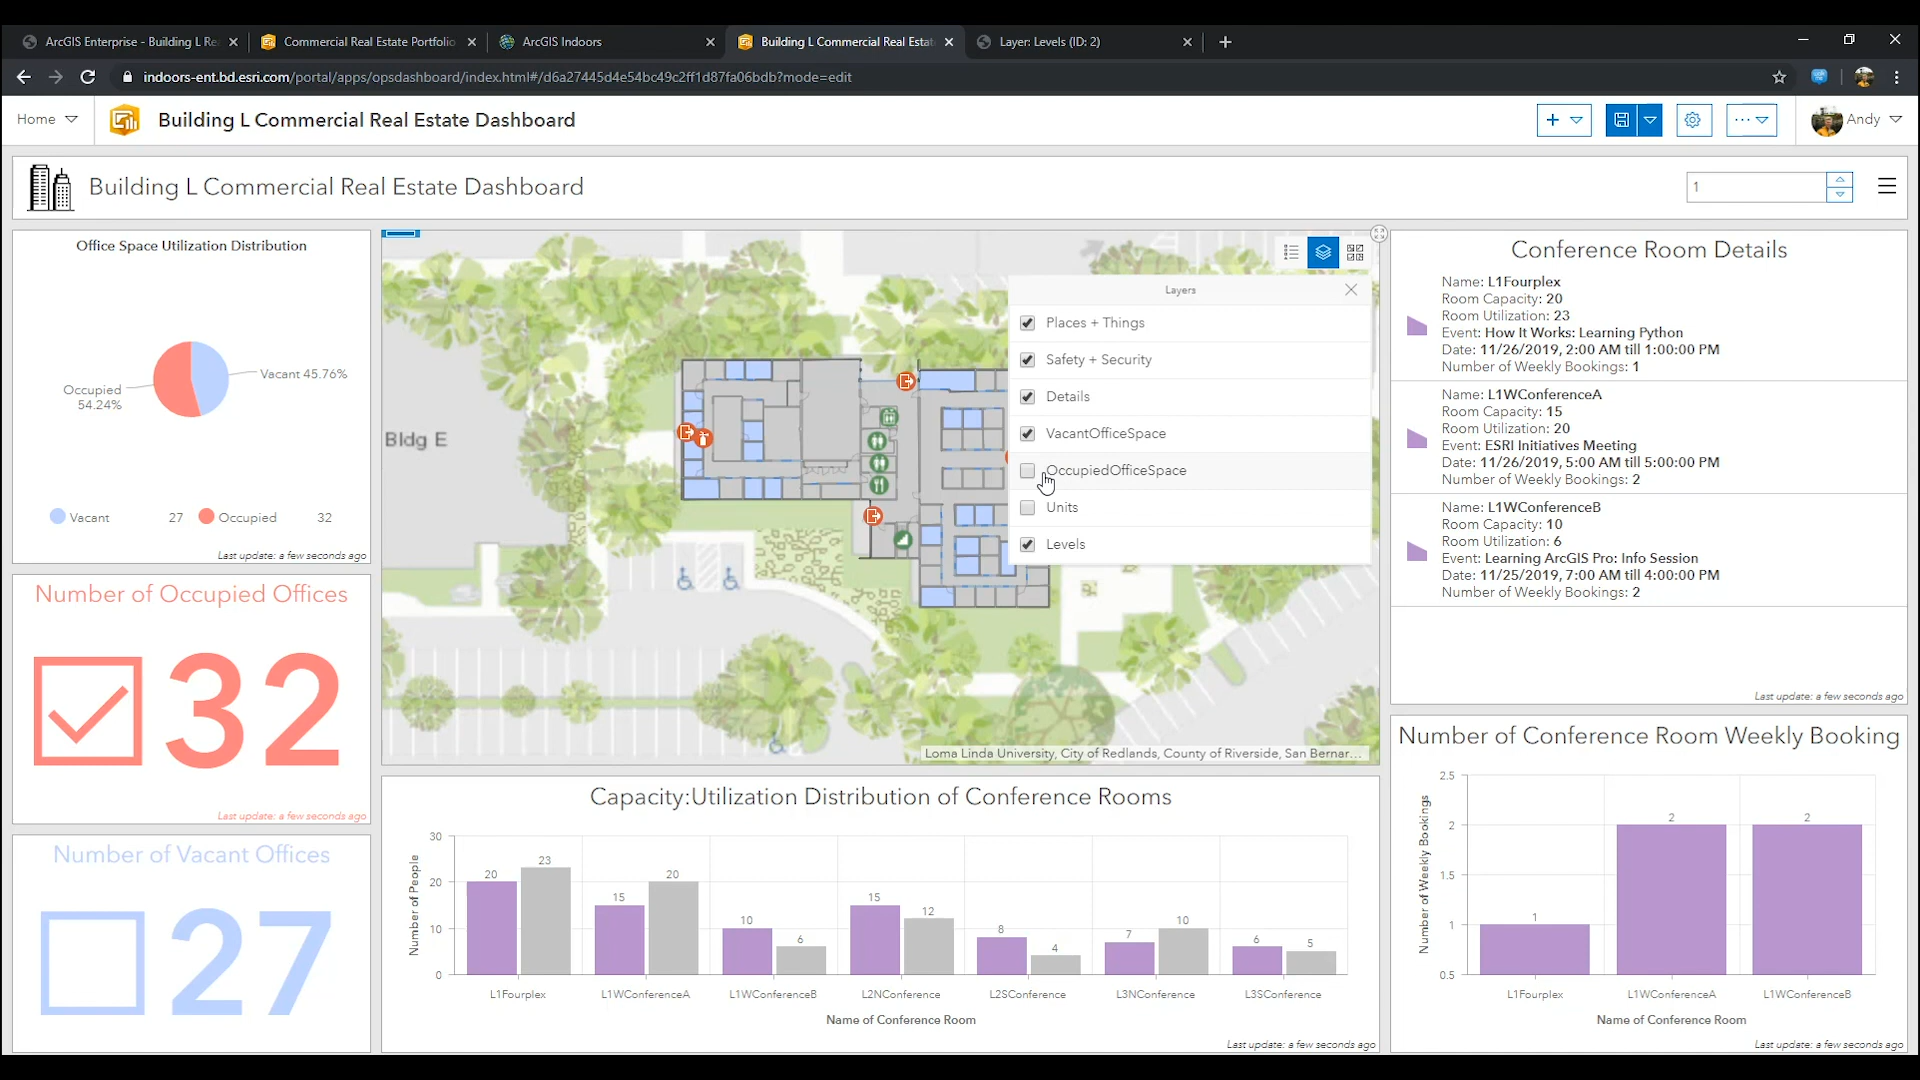 ArcGIS Enterprise - Building L Re
Commercial Real Estate Portfolio
ArcGIS Indoors
Building L Commercial Real Estat
Layer: Levels (ID: 2)
indoors-ent.bd.esri.com/portal/apps/opsdashboard/index.html#/d6a27445d4e54bc49c2ff1d87fa06bdb?mode=edit
Home
Building L Commercial Real Estate Dashboard
Andy
Building L Commercial Real Estate Dashboard
1
Office Space Utilization Distribution
Vacant 45.76%
Occupied
54.24%
Vacant 27 Occupied 32
Last update: a few seconds ago
Number of Occupied Offices
32
Last update: a few seconds ago
Number of Vacant Offices
27
Bldg E
Layers
Places + Things
Safety + Security
Details
VacantOfficeSpace
OccupiedOfficeSpace
Units
Levels
Loma Linda University, City of Redlands, County of Riverside, San Bernar...
Capacity:Utilization Distribution of Conference Rooms
Number of People
30
20
10
0
20
23
15
20
10
6
15
12
8
4
7
10
6
5
L1Fourplex
L1WConferenceA
L1WConferenceB
L2NConference
L2SConference
L3NConference
L3SConference
Name of Conference Room
Last update: a few seconds ago
Conference Room Details
Name: L1Fourplex
Room Capacity: 20
Room Utilization: 23
Event: How It Works: Learning Python
Date: 11/26/2019, 2:00 AM till 1:00:00 PM
Number of Weekly Bookings: 1
Name: L1WConferenceA
Room Capacity: 15
Room Utilization: 20
Event: ESRI Initiatives Meeting
Date: 11/26/2019, 5:00 AM till 5:00:00 PM
Number of Weekly Bookings: 2
Name: L1WConferenceB
Room Capacity: 10
Room Utilization: 6
Event: Learning ArcGIS Pro: Info Session
Date: 11/25/2019, 7:00 AM till 4:00:00 PM
Number of Weekly Bookings: 2
Last update: a few seconds ago
Number of Conference Room Weekly Booking
Number of Weekly Bookings
2.5
2
1.5
1
0.5
1
2
2
L1Fourplex
L1WConferenceA
L1WConferenceB
Name of Conference Room
Last update: a few seconds ago